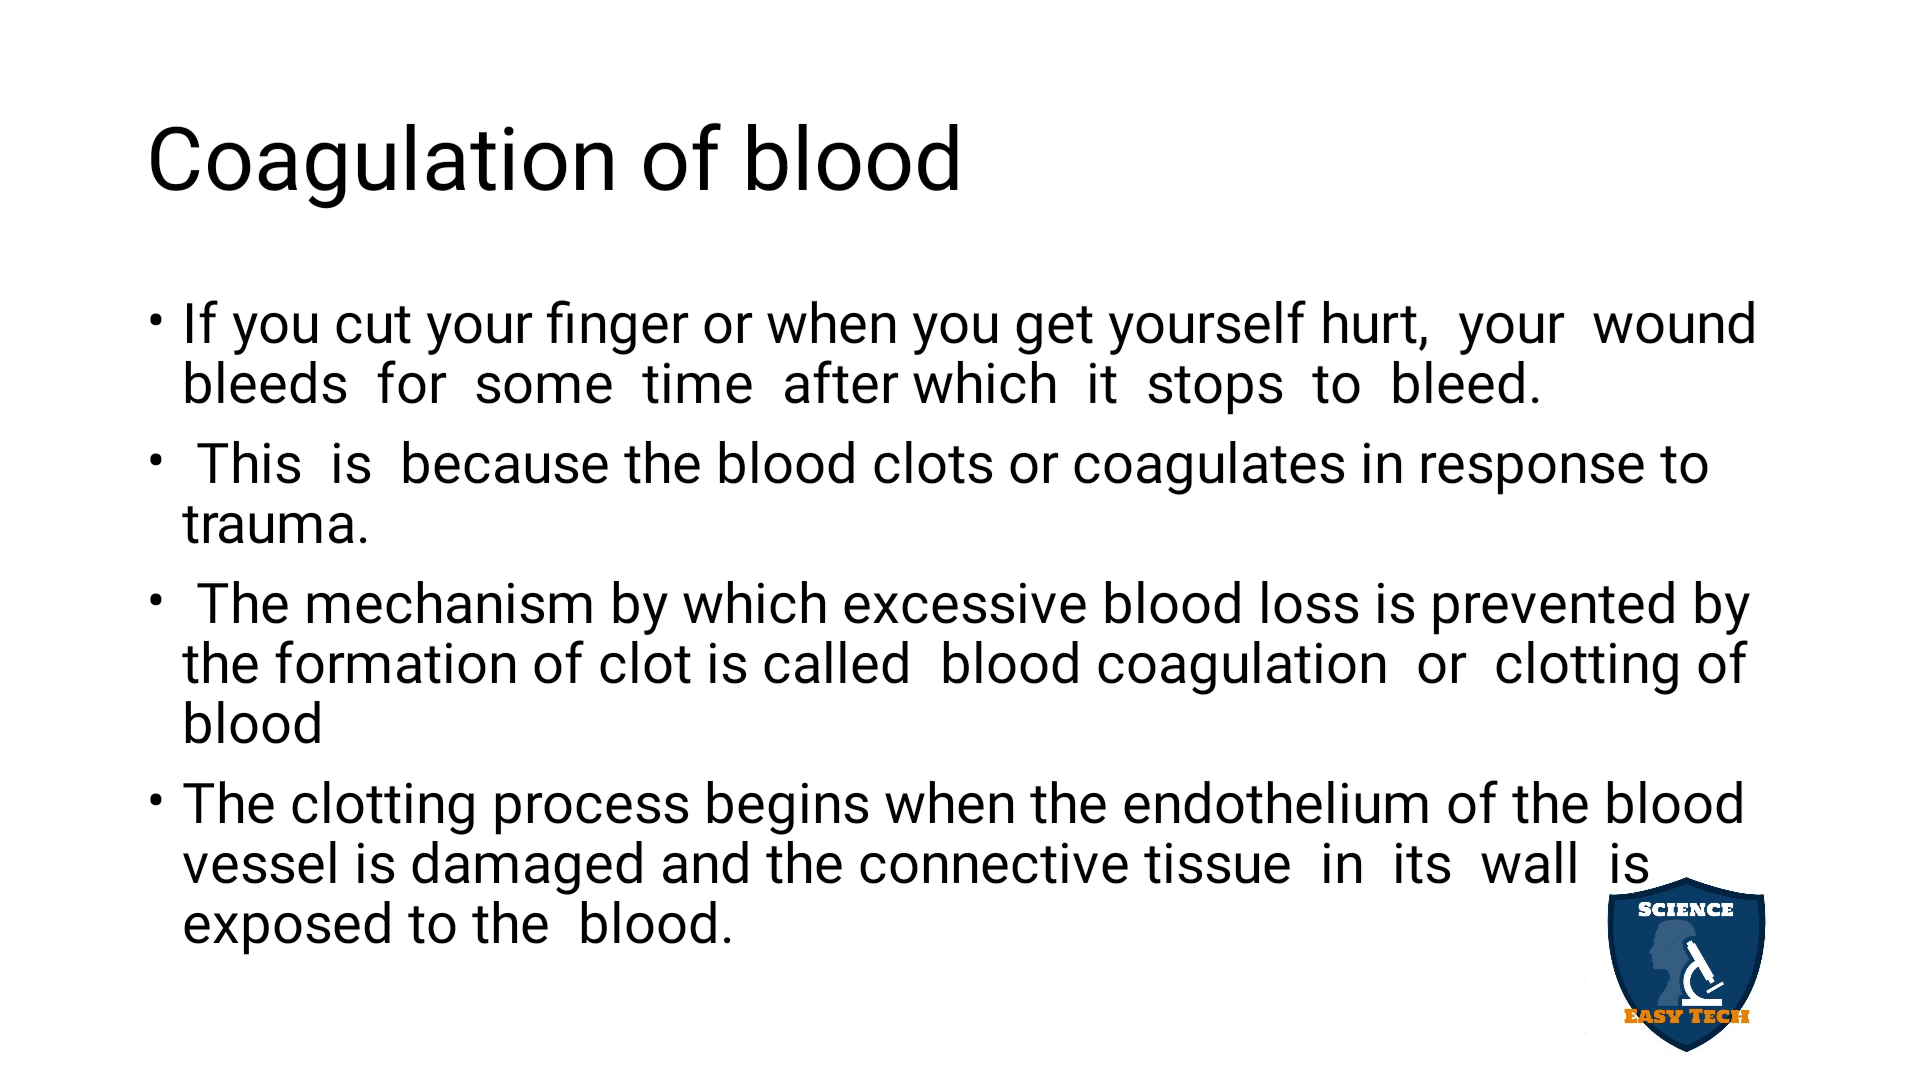 Coagulation of blood
• If you cut your finger or when you get yourself hurt,  your  wound
bleeds  for  some  time  after which  it  stops  to  bleed.
•  This  is  because the blood clots or coagulates in response to
trauma.
•  The mechanism by which excessive blood loss is prevented by
the formation of clot is called  blood coagulation  or  clotting of
blood
• The clotting process begins when the endothelium of the blood
vessel is damaged and the connective tissue  in  its  wall  is
exposed to the  blood.
SCIENCE
EASY TECH